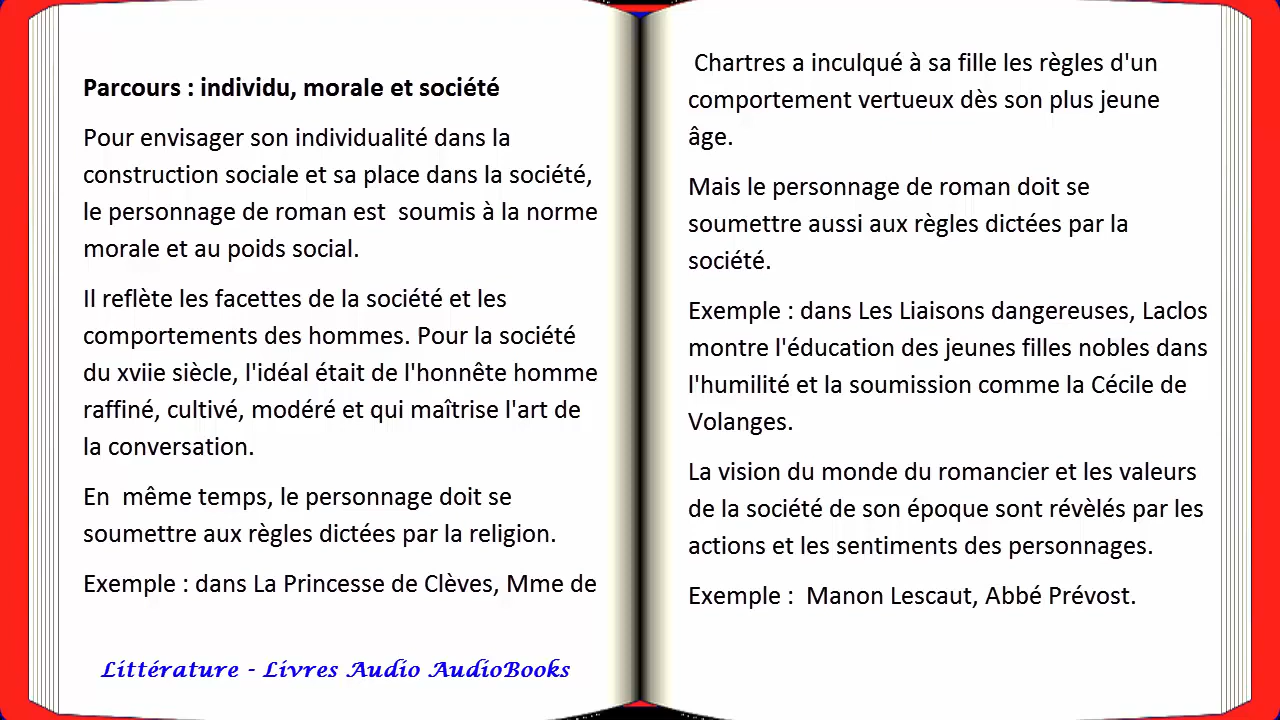 Parcours : individu, morale et société
Pour envisager son individualité dans la
construction sociale et sa place dans la société,
le personnage de roman est  soumis à la norme
morale et au poids social.
Il reflète les facettes de la société et les
comportements des hommes. Pour la société
du xviie siècle, l'idéal était de l'honnête homme
raffiné, cultivé, modéré et qui maîtrise l'art de
la conversation.
En  même temps, le personnage doit se
soumettre aux règles dictées par la religion.
Exemple : dans La Princesse de Clèves, Mme de
Littérature - Livres Audio AudioBooks
Chartres a inculqué à sa fille les règles d'un
comportement vertueux dès son plus jeune
âge.
Mais le personnage de roman doit se
soumettre aussi aux règles dictées par la
société.
Exemple : dans Les Liaisons dangereuses, Laclos
montre l'éducation des jeunes filles nobles dans
l'humilité et la soumission comme la Cécile de
Volanges.
La vision du monde du romancier et les valeurs
de la société de son époque sont révèlés par les
actions et les sentiments des personnages.
Exemple :  Manon Lescaut, Abbé Prévost.